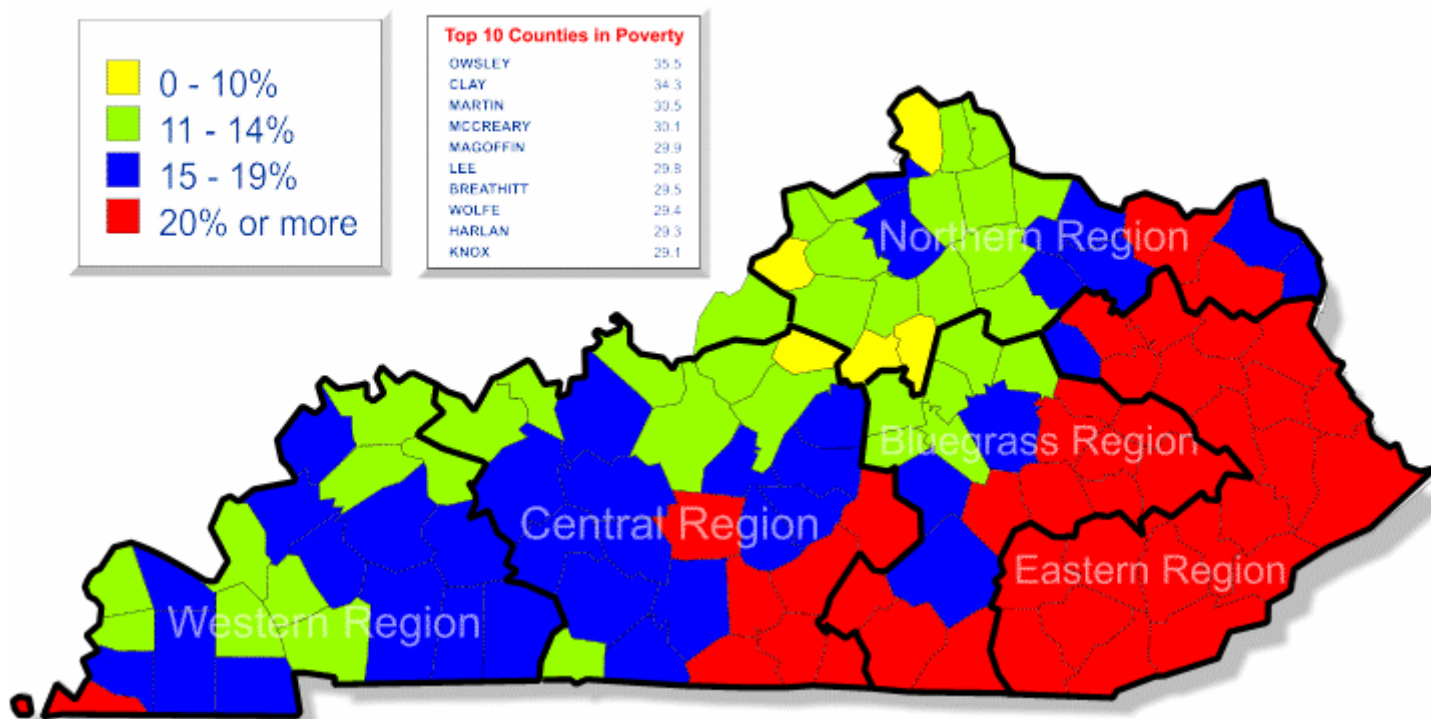 0 - 10%
11 - 14%
15 - 19%
20% or more
Top 10 Counties in Poverty
OWSLEY 35.5
CLAY 34.3
MARTIN 30.5
MCCREARY 30.1
MAGOFFIN 29.9
LEE 29.8
BREATHITT 29.5
WOLFE 29.4
HARLAN 29.3
KNOX 29.1
Northern Region
Bluegrass Region
Central Region
Eastern Region
Western Region